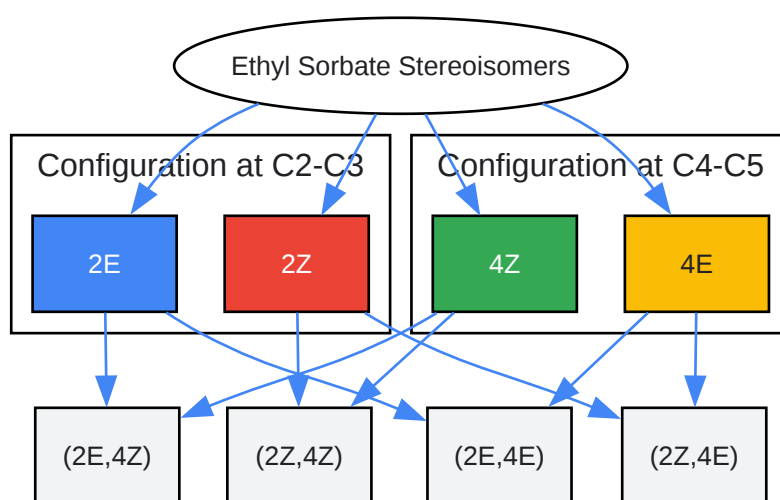 Ethyl Sorbate Stereoisomers
Configuration at C2-C3
Configuration at C4-C5
2E
2Z
4Z
4E
(2E,4Z)
(2Z,4Z)
(2E,4E)
(2Z,4E)